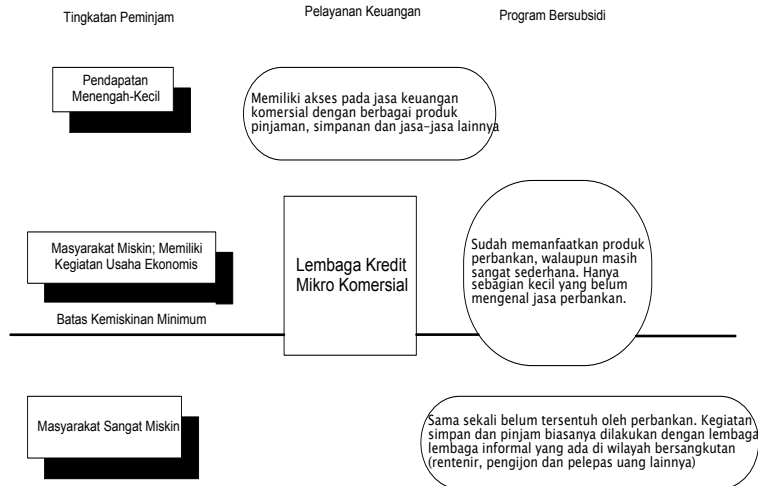 Tingkatan Peminjam
Pelayanan Keuangan
Program Bersubsidi
Pendapatan
Menengah-Kecil
Memiliki akses pada jasa keuangan
komersial dengan berbagai produk
pinjaman, simpanan dan jasa-jasa lainnya
Masyarakat Miskin; Memiliki
Kegiatan Usaha Ekonomis
Lembaga Kredit
Mikro Komersial
Sudah memanfaatkan produk
perbankan, walaupun masih
sangat sederhana. Hanya
sebagian kecil yang belum
mengenal jasa perbankan.
Batas Kemiskinan Minimum
Masyarakat Sangat Miskin
Sama sekali belum tersentuh oleh perbankan. Kegiatan
simpan dan pinjam biasanya dilakukan dengan lembaga
lembaga informal yang ada di wilayah bersangkutan
(rentenir, pengijon dan pelepas uang lainnya)